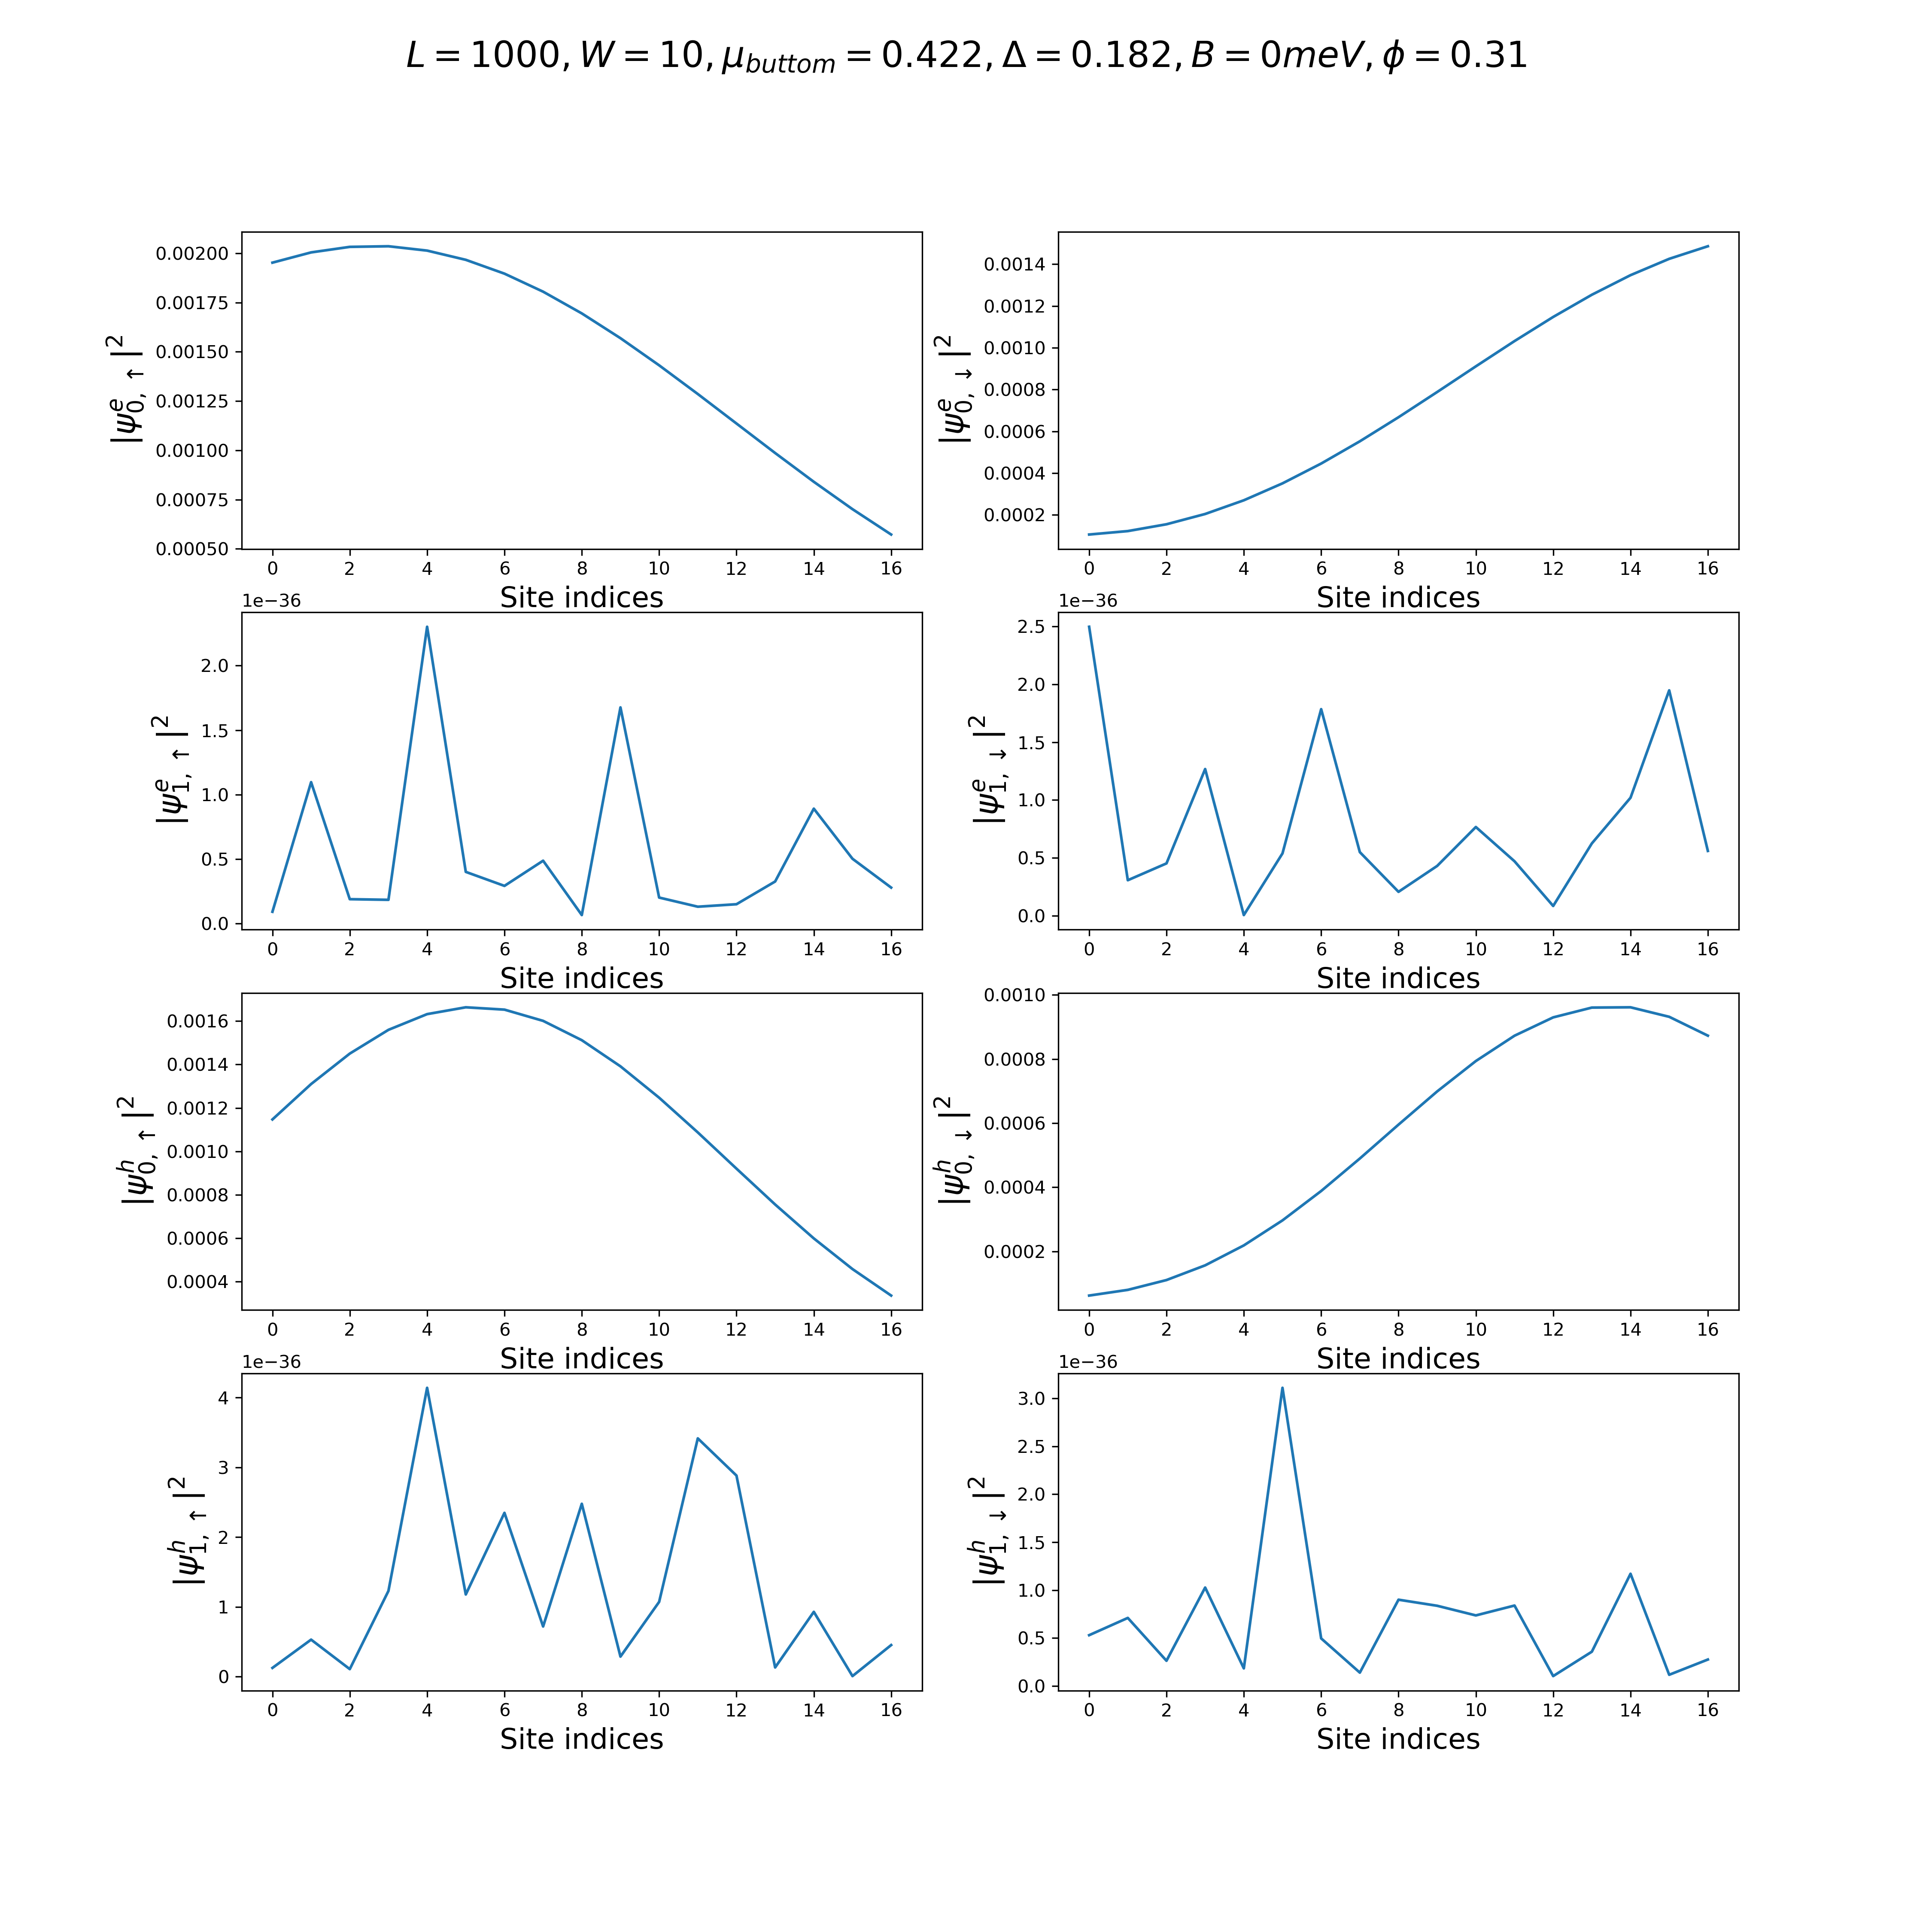 L = 1000, W = 10, μ_buttom = 0.422, Δ = 0.182, B = 0meV, ϕ = 0.31
|ψ^e_{0, ↑}|^2
0.00200
0.00175
0.00150
0.00125
0.00100
0.00075
0.00050
0 2 4 6 8 10 12 14 16
Site indices
|ψ^e_{0, ↓}|^2
0.0014
0.0012
0.0010
0.0008
0.0006
0.0004
0.0002
0 2 4 6 8 10 12 14 16
Site indices
1e−36
|ψ^e_{1, ↑}|^2
2.0
1.5
1.0
0.5
0.0
0 2 4 6 8 10 12 14 16
Site indices
1e−36
|ψ^e_{1, ↓}|^2
2.5
2.0
1.5
1.0
0.5
0.0
0 2 4 6 8 10 12 14 16
Site indices
|ψ^h_{0, ↑}|^2
0.0016
0.0014
0.0012
0.0010
0.0008
0.0006
0.0004
0 2 4 6 8 10 12 14 16
Site indices
|ψ^h_{0, ↓}|^2
0.0010
0.0008
0.0006
0.0004
0.0002
0 2 4 6 8 10 12 14 16
Site indices
1e−36
|ψ^h_{1, ↑}|^2
4
3
2
1
0
0 2 4 6 8 10 12 14 16
Site indices
1e−36
|ψ^h_{1, ↓}|^2
3.0
2.5
2.0
1.5
1.0
0.5
0.0
0 2 4 6 8 10 12 14 16
Site indices